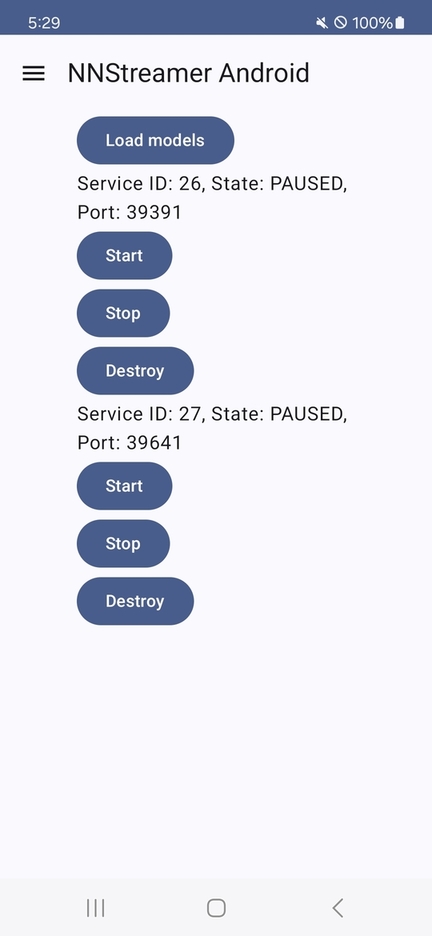 5:29 100%
NNStreamer Android
Load models
Service ID: 26, State: PAUSED,
Port: 39391
Start
Stop
Destroy
Service ID: 27, State: PAUSED,
Port: 39641
Start
Stop
Destroy